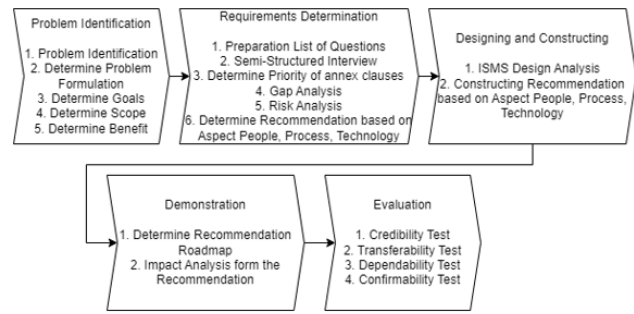 Problem Identification
1. Problem Identification
2. Determine Problem
Formulation
3. Determine Goals
4. Determine Scope
5. Determine Benefit
Requirements Determination
1. Preparation List of Questions
2. Semi-Structured Interview
3. Determine Priority of annex clauses
4. Gap Analysis
5. Risk Analysis
6. Determine Recommendation based on
Aspect People, Process, Technology
Designing and Constructing
1. ISMS Design Analysis
2. Constructing Recommendation
based on Aspect People, Process,
Technology
Demonstration
1. Determine Recommendation
Roadmap
2. Impact Analysis form the
Recommendation
Evaluation
1. Credibility Test
2. Transferability Test
3. Dependability Test
4. Confirmability Test